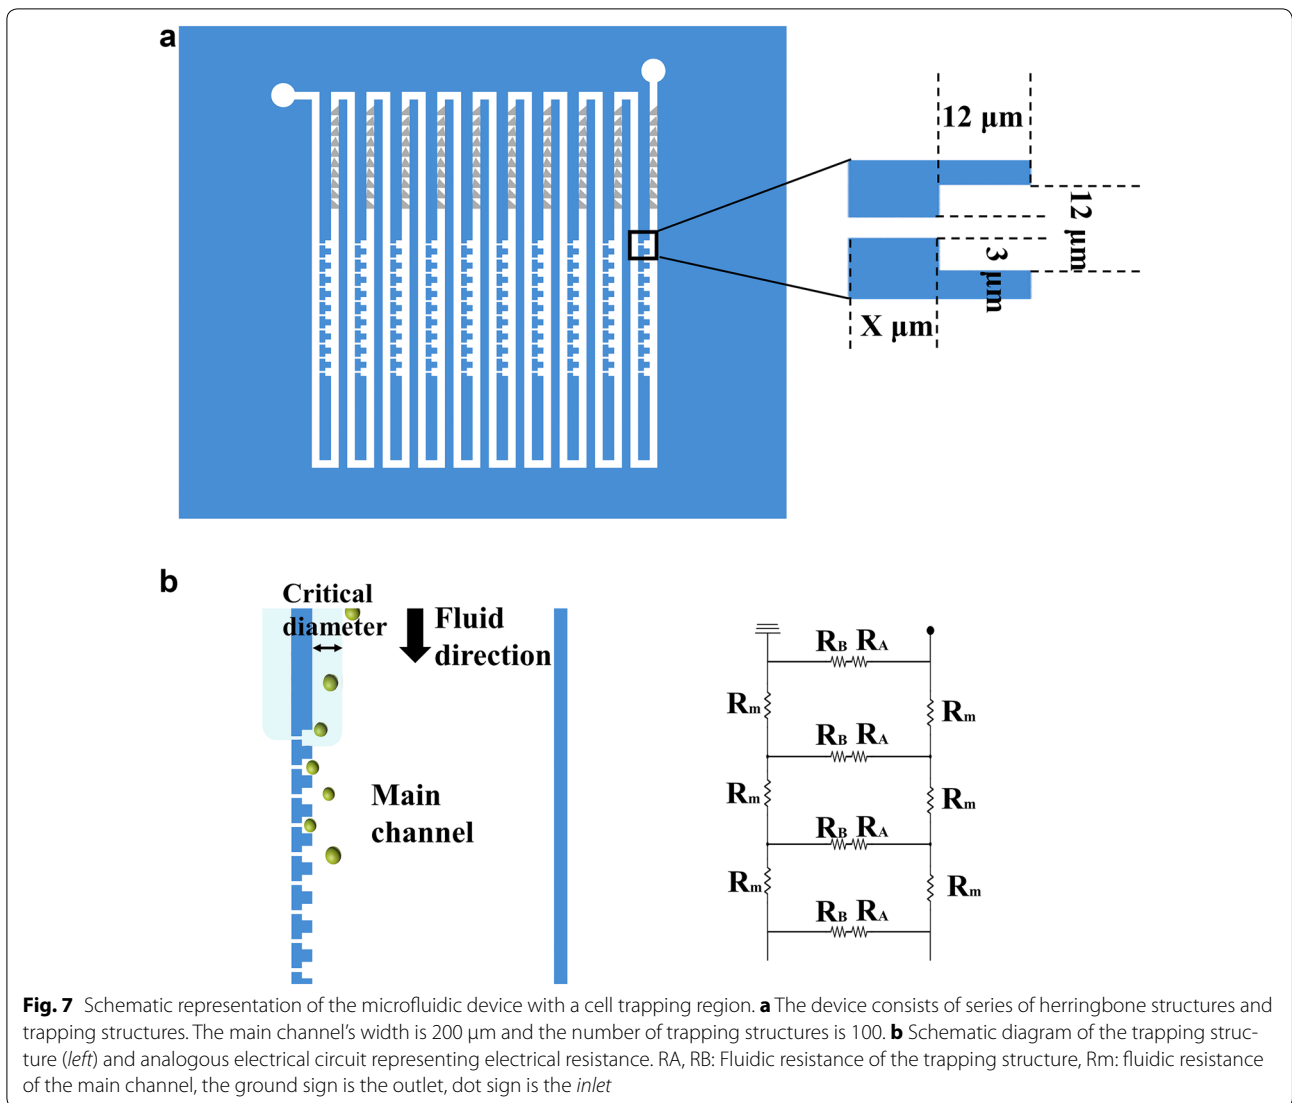 a
12 μm
12 μm
3 μm
X μm
b
Critical
diameter
Fluid
direction
Main
channel
RB RA
Rm
Rm
RB RA
Rm
Rm
RB RA
Rm
Rm
RB RA
Fig. 7 Schematic representation of the microfluidic device with a cell trapping region. a The device consists of series of herringbone structures and
trapping structures. The main channel's width is 200 μm and the number of trapping structures is 100. b Schematic diagram of the trapping struc-
ture (left) and analogous electrical circuit representing electrical resistance. RA, RB: Fluidic resistance of the trapping structure, Rm: fluidic resistance
of the main channel, the ground sign is the outlet, dot sign is the inlet